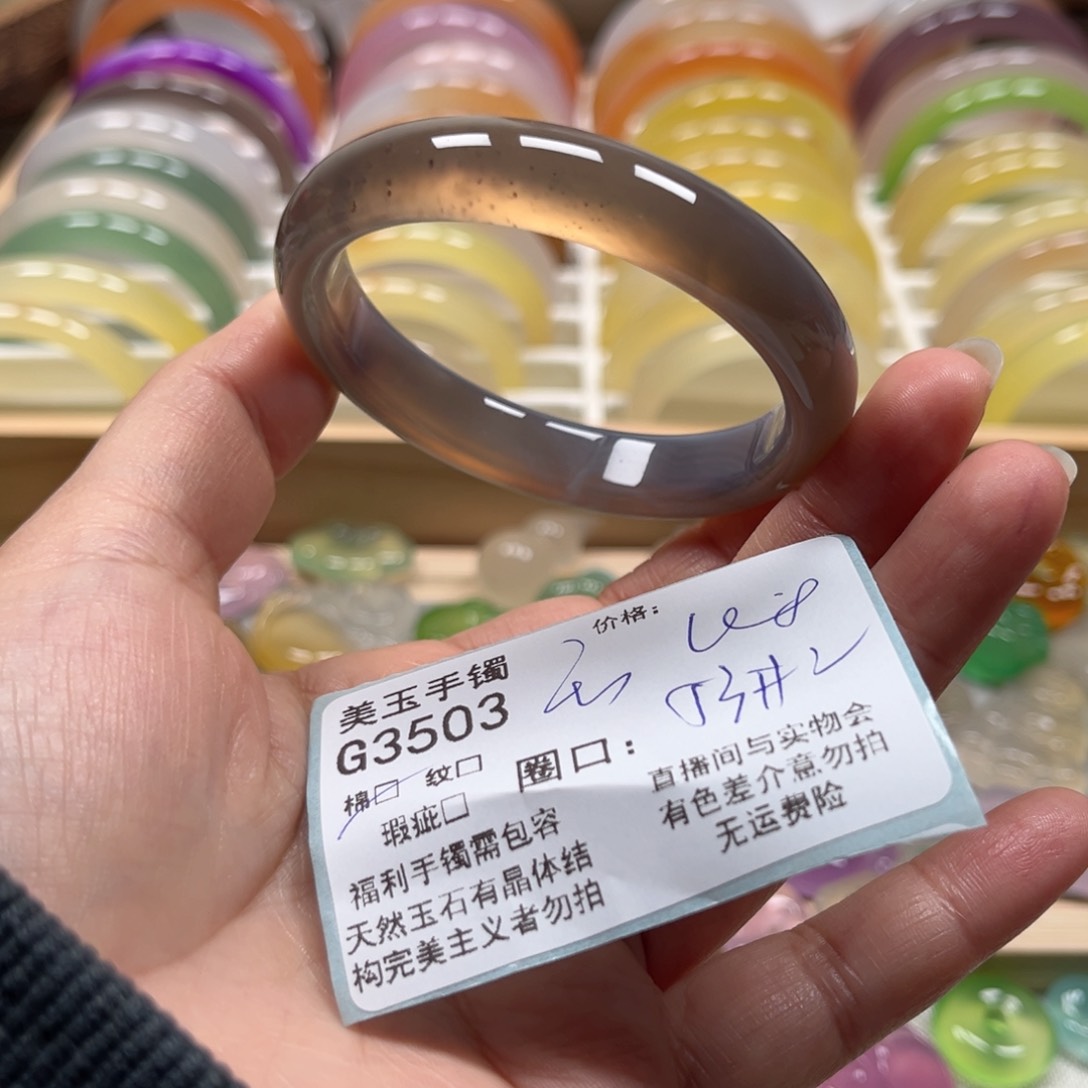 价格：
美玉手镯
G3503
棉☑ 纹□ 圈口：
瑕疵□
福利手镯需包容
天然玉石有晶体结
构完美主义者勿拍
直播间与实物会
有色差介意勿拍
无运费险